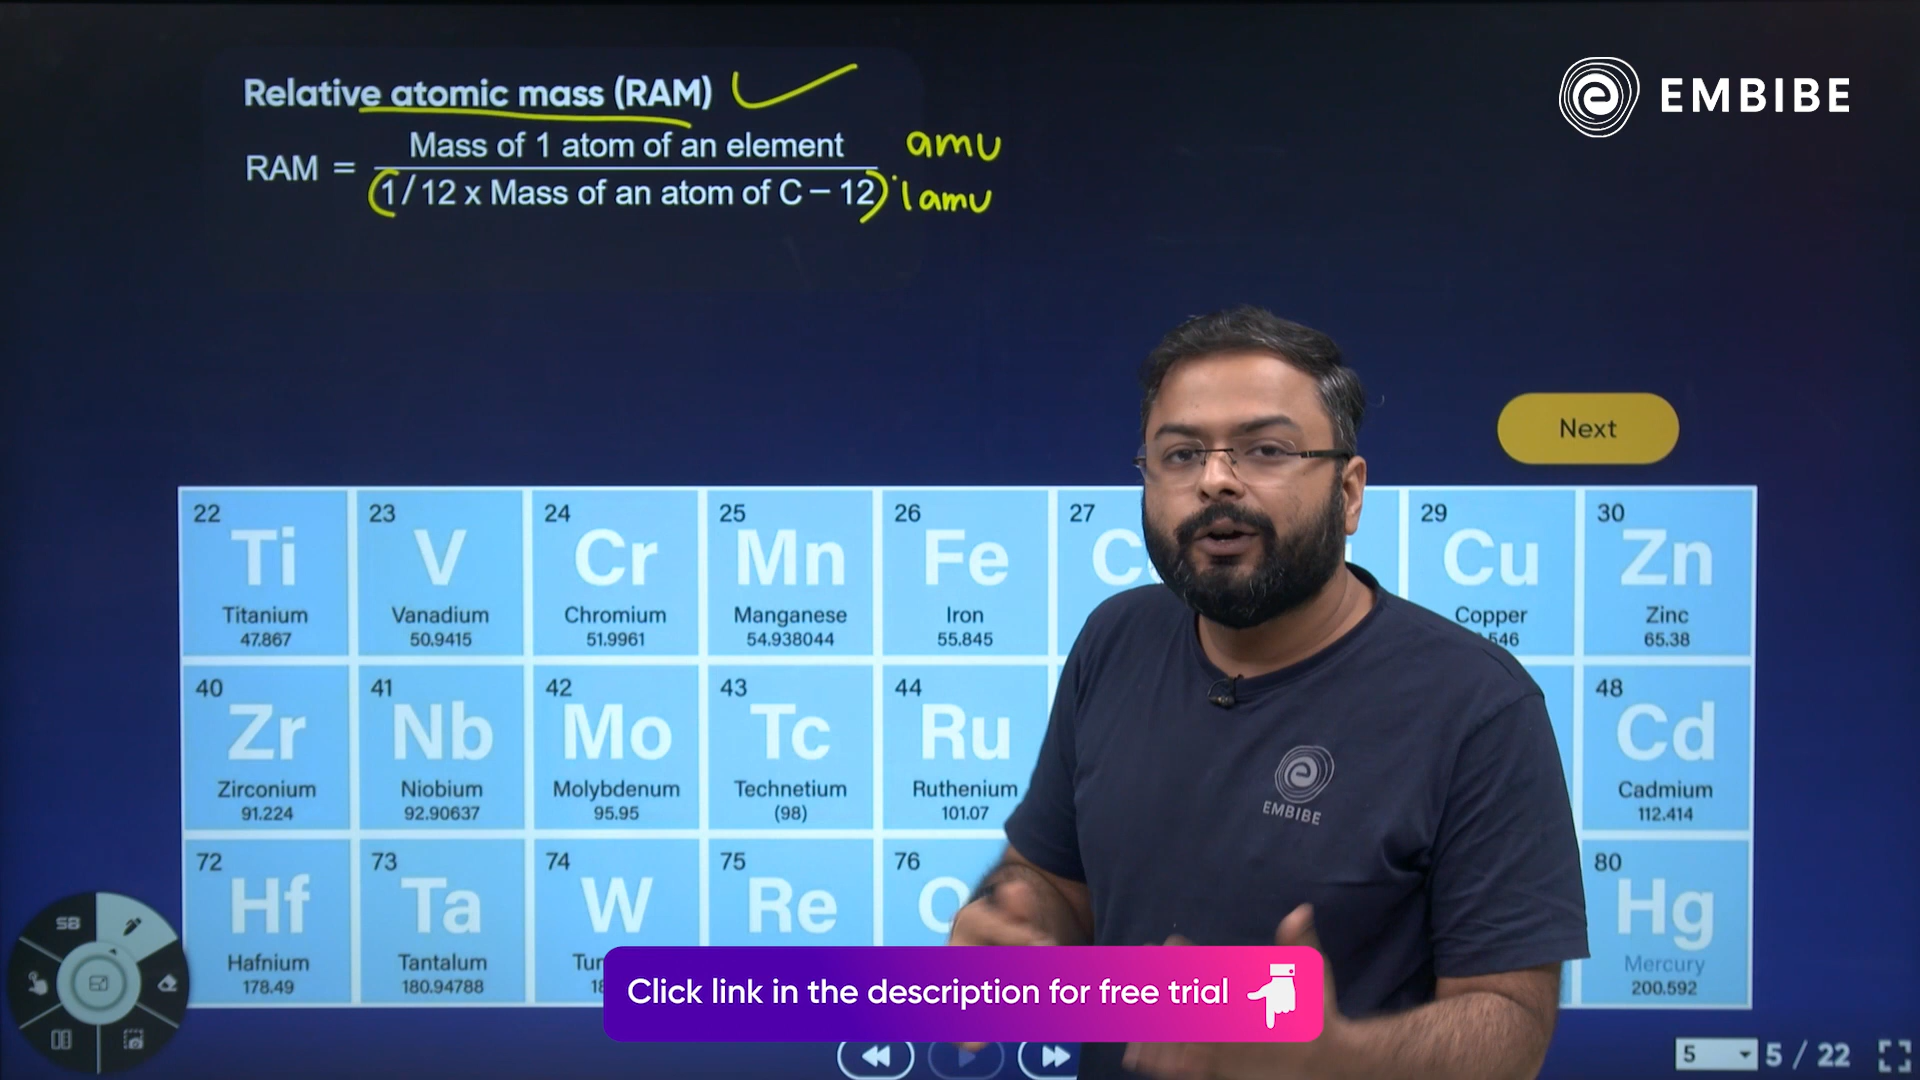 Relative atomic mass (RAM)
RAM = Mass of 1 atom of an element amu
(1/12 x Mass of an atom of C – 12) 1 amu
EMBIBE
Next
22 23 24 25 26 27 29 30
Ti V Cr Mn Fe Cu Zn
Titanium Vanadium Chromium Manganese Iron Copper Zinc
47.867 50.9415 51.9961 54.938044 55.845 .546 65.38
40 41 42 43 44 48
Zr Nb Mo Tc Ru Cd
Zirconium Niobium Molybdenum Technetium Ruthenium Cadmium
91.224 92.90637 95.95 (98) 101.07 112.414
EMBIBE
72 73 74 75 76 80
Hf Ta W Re Hg
Hafnium Tantalum Mercury
178.49 180.94788 200.592
SB
Click link in the description for free trial
5 5 / 22